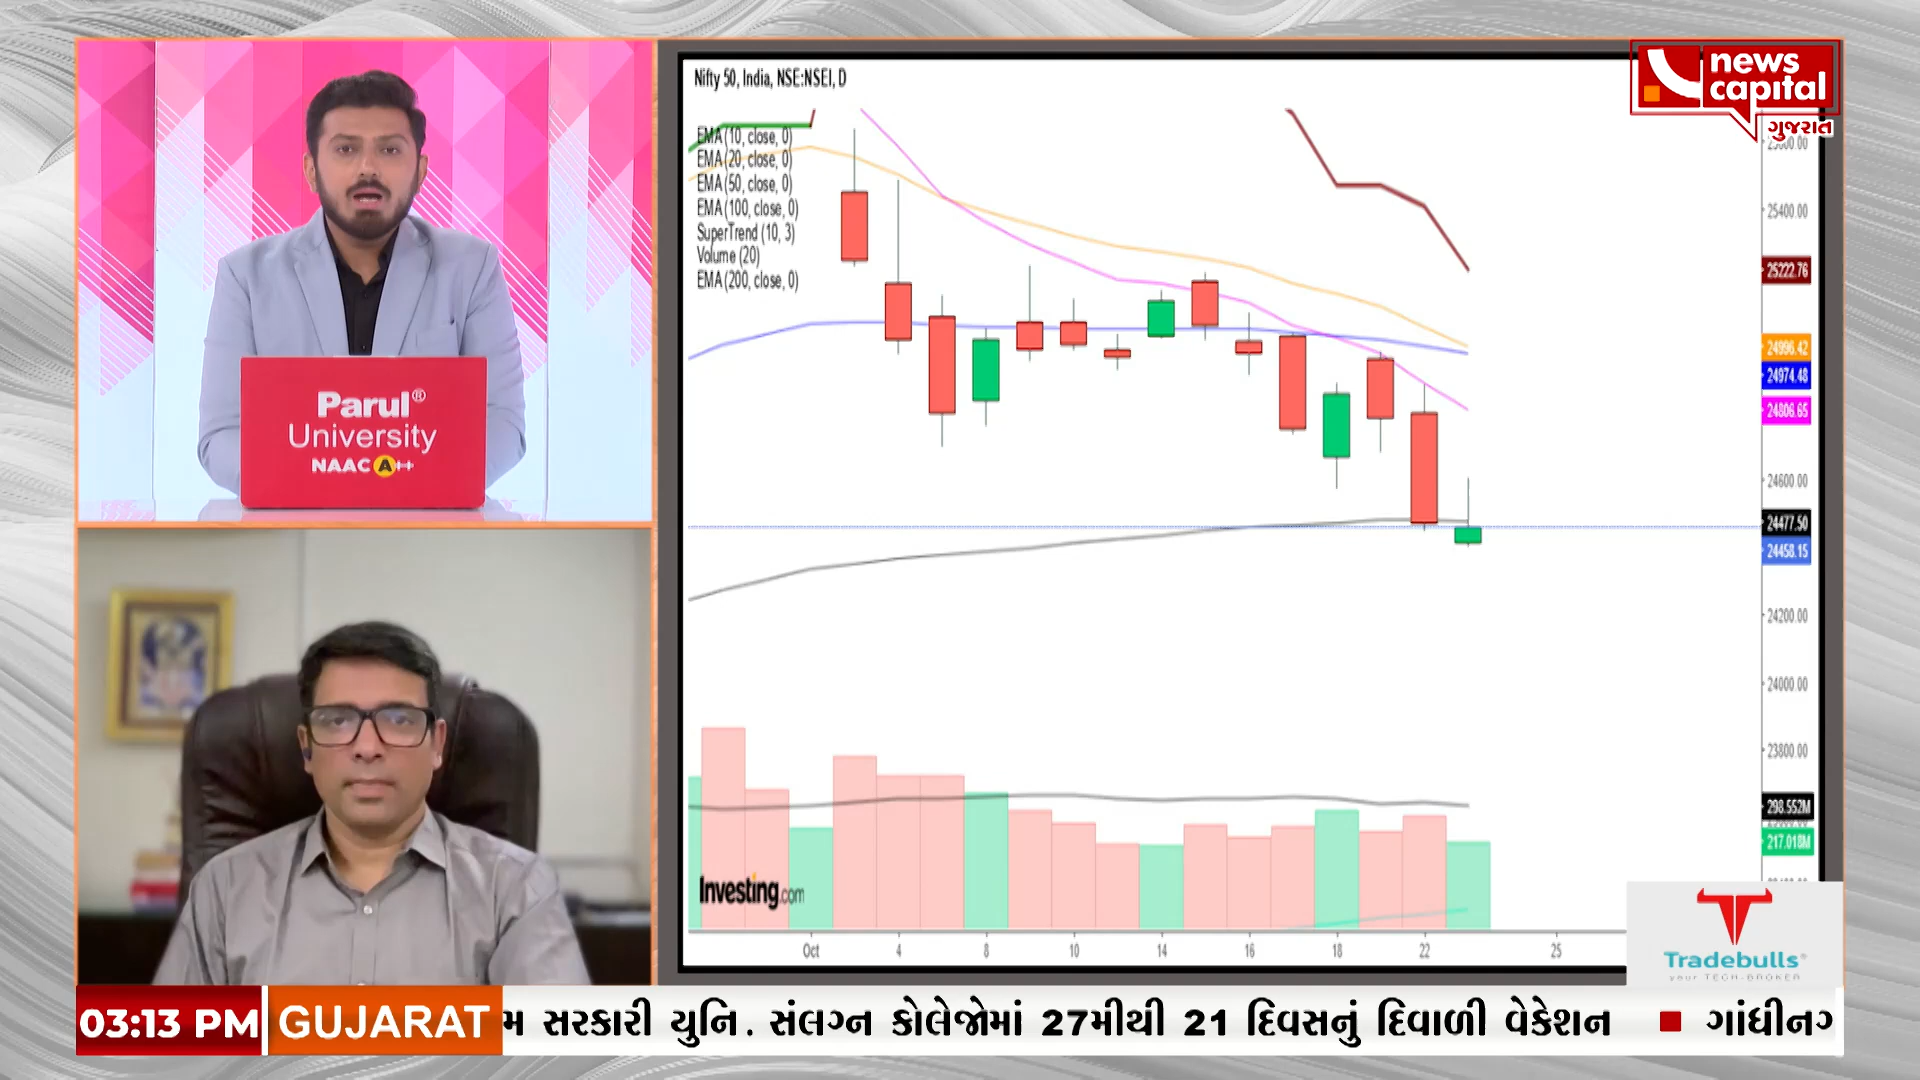 Nifty 50, India, NSE:NSEI, D
EMA (10, close, 0)
EMA (20, close, 0)
EMA (50, close, 0)
EMA (100, close, 0)
SuperTrend (10, 3)
Volume (20)
EMA (200, close, 0)
news
capital
ગુજરાત
25400.00
25222.76
24996.42
24974.48
24806.65
24600.00
24477.50
24458.15
24200.00
24000.00
23800.00
298.552M
217.018M
Parul®
University
NAAC A++
Investing.com
Oct 4 8 10 14 16 18 22 25
Tradebulls®
your TECH-BROKER
03:13 PM GUJARAT મ સરકારી યુનિ. સંલગ્ન કોલેજોમાં 27મીથી 21 દિવસનું દિવાળી વેકેશન ■ ગાંધીનગ